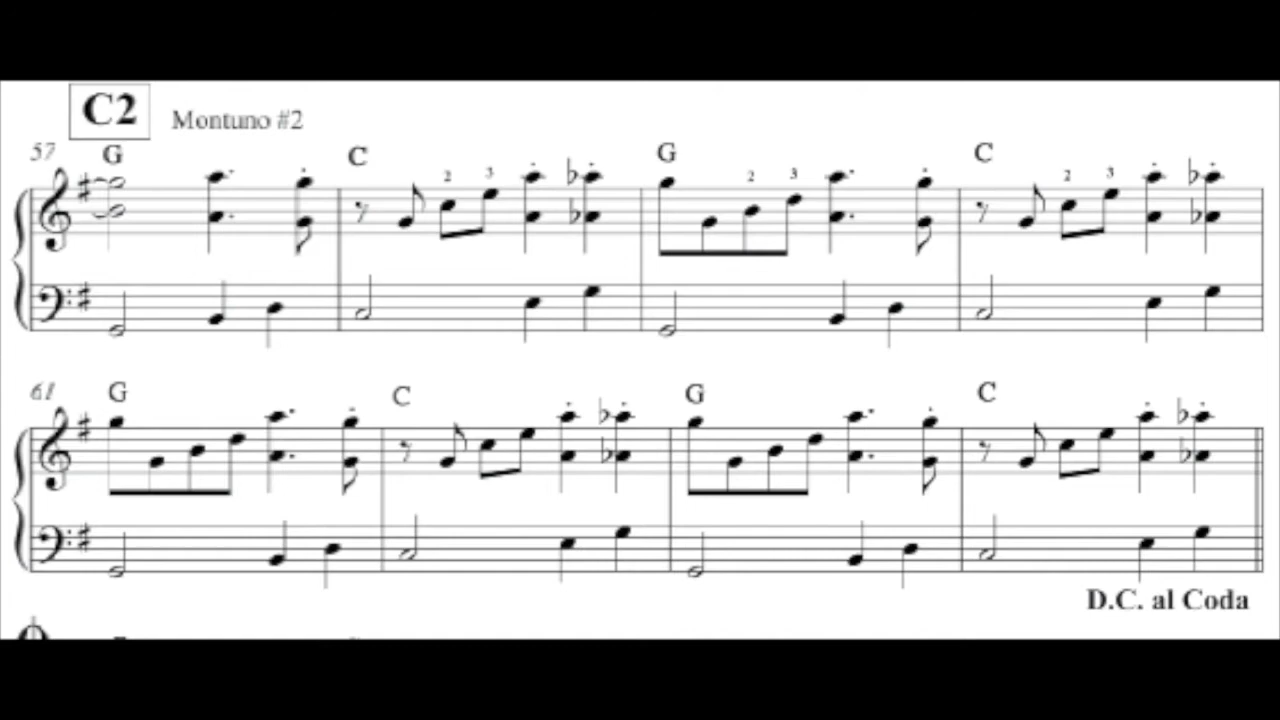 C2 Montuno #2
57 G C G C
2 3 2 3 2 3
61 G C G C
D.C. al Coda